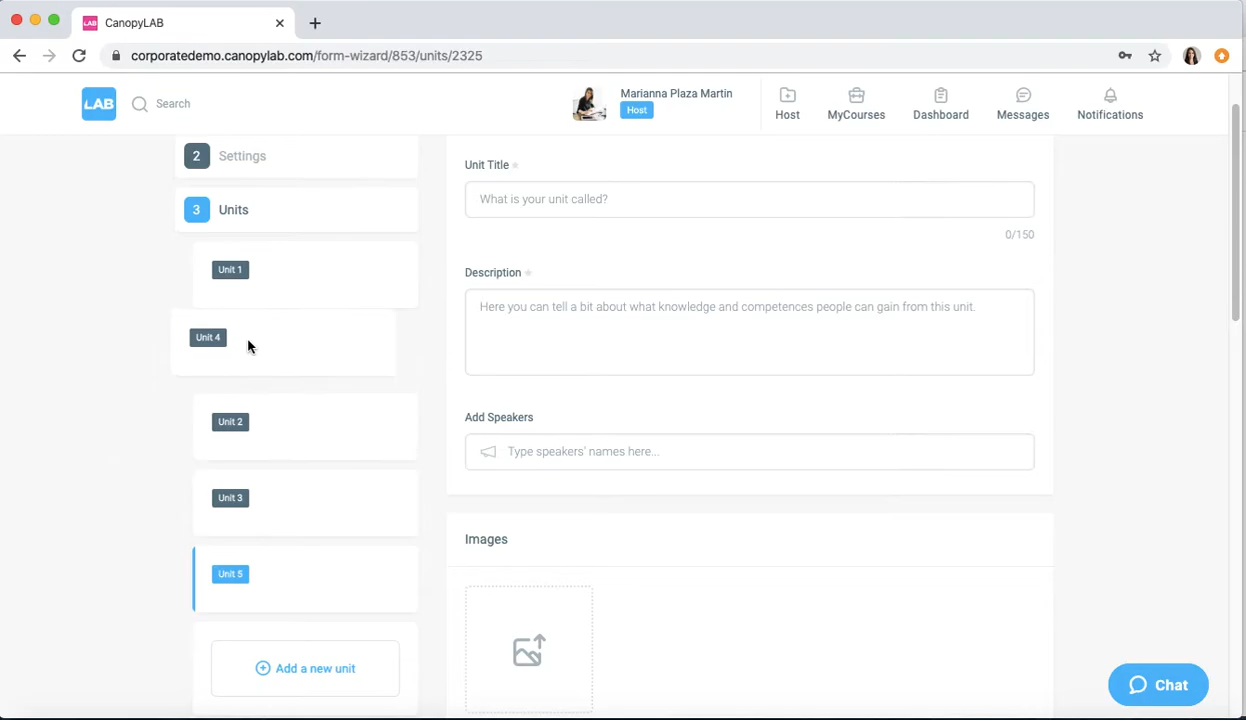 CanopyLAB
corporatedemo.canopylab.com/form-wizard/853/units/2325
LAB
Search
Marianna Plaza Martin
Host
Host
MyCourses
Dashboard
Messages
Notifications
2 Settings
3 Units
Unit 1
Unit 4
Unit 2
Unit 3
Unit 5
Add a new unit
Unit Title
What is your unit called?
0/150
Description
Here you can tell a bit about what knowledge and competences people can gain from this unit.
Add Speakers
Type speakers' names here...
Images
Chat